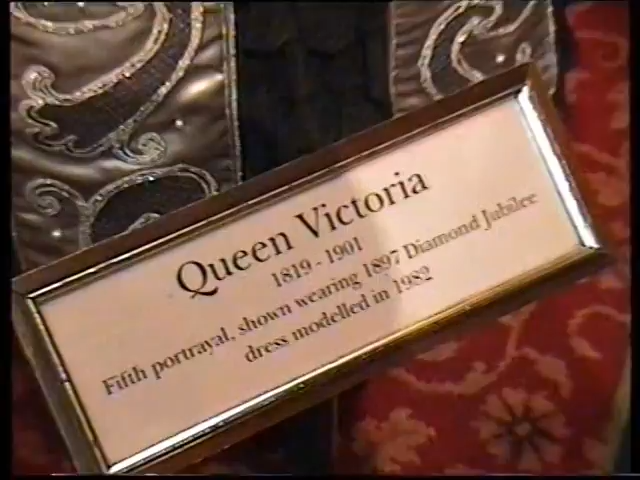 Queen Victoria
1819 - 1901
Fifth portrayal, shown wearing 1897 Diamond Jubilee
dress modelled in 1982